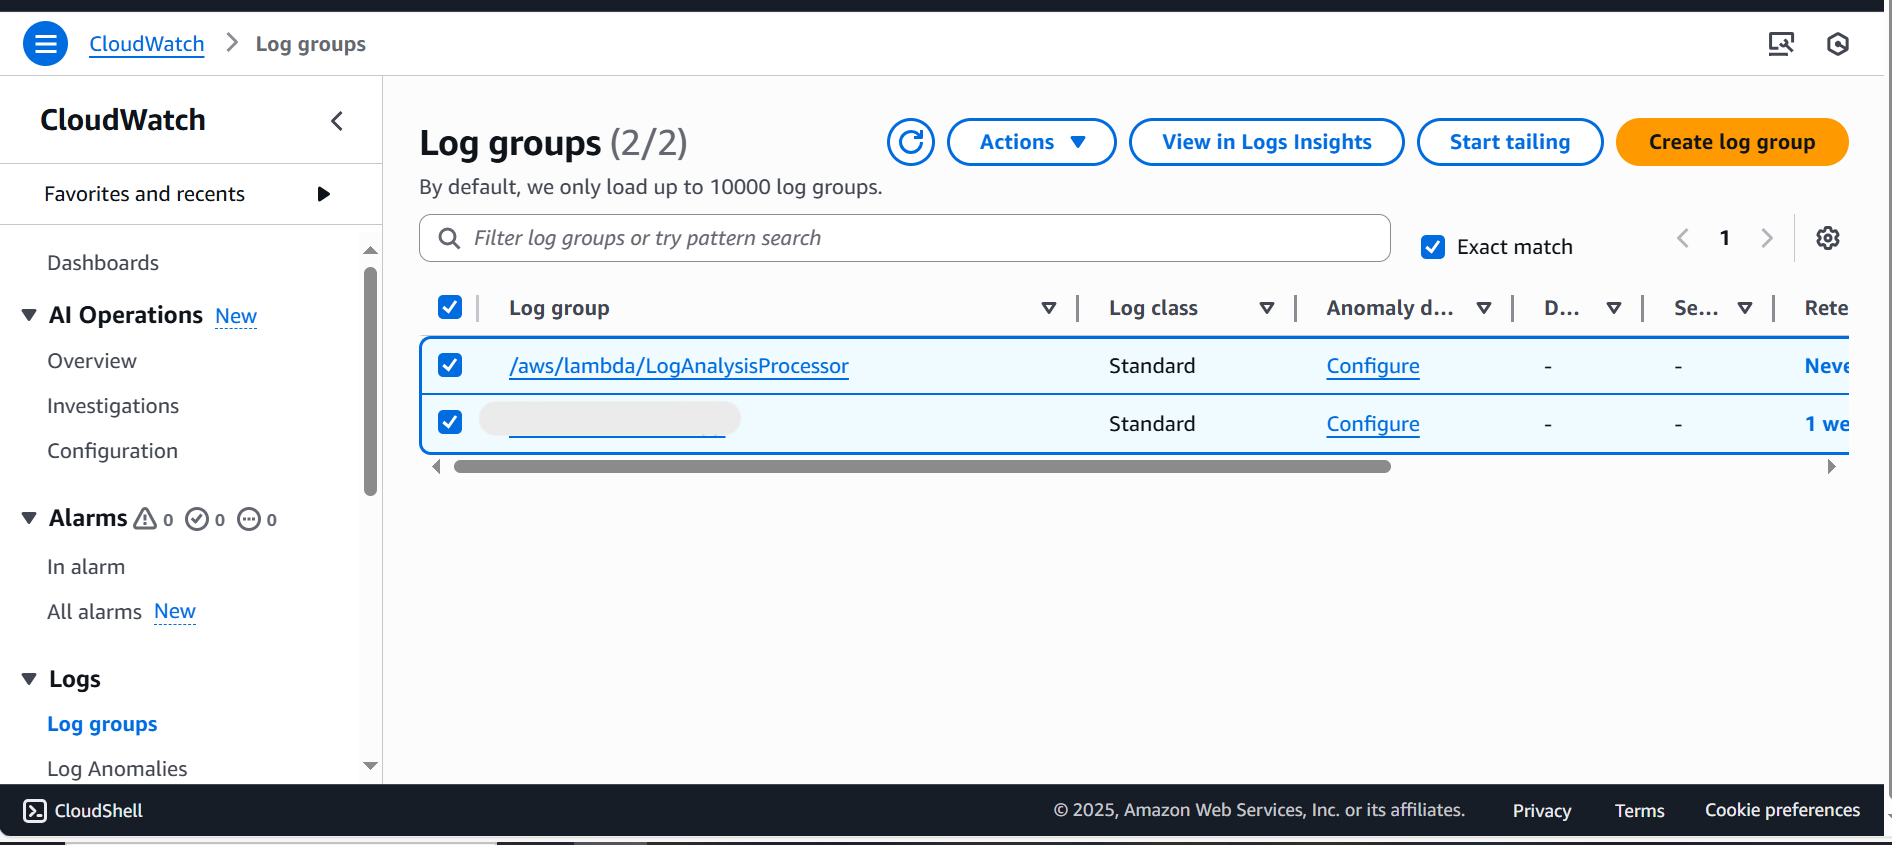 CloudWatch > Log groups
CloudWatch
Favorites and recents
Dashboards
AI Operations New
Overview
Investigations
Configuration
Alarms 0 0 0
In alarm
All alarms New
Logs
Log groups
Log Anomalies
Log groups (2/2)
Actions View in Logs Insights Start tailing Create log group
By default, we only load up to 10000 log groups.
Filter log groups or try pattern search Exact match 1
Log group Log class Anomaly d... D... Se... Rete
/aws/lambda/LogAnalysisProcessor Standard Configure - - Neve
Standard Configure - - 1 we
CloudShell © 2025, Amazon Web Services, Inc. or its affiliates. Privacy Terms Cookie preferences